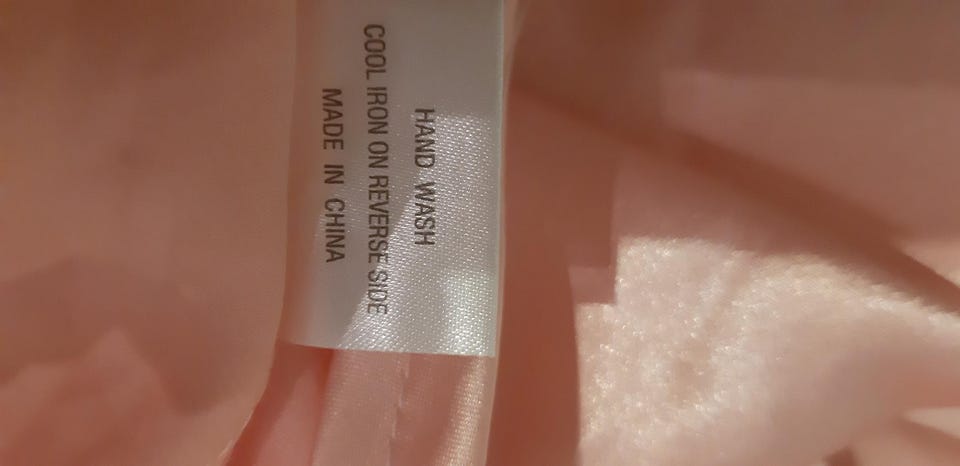 HAND WASH
COOL IRON ON REVERSE SIDE
MADE IN CHINA